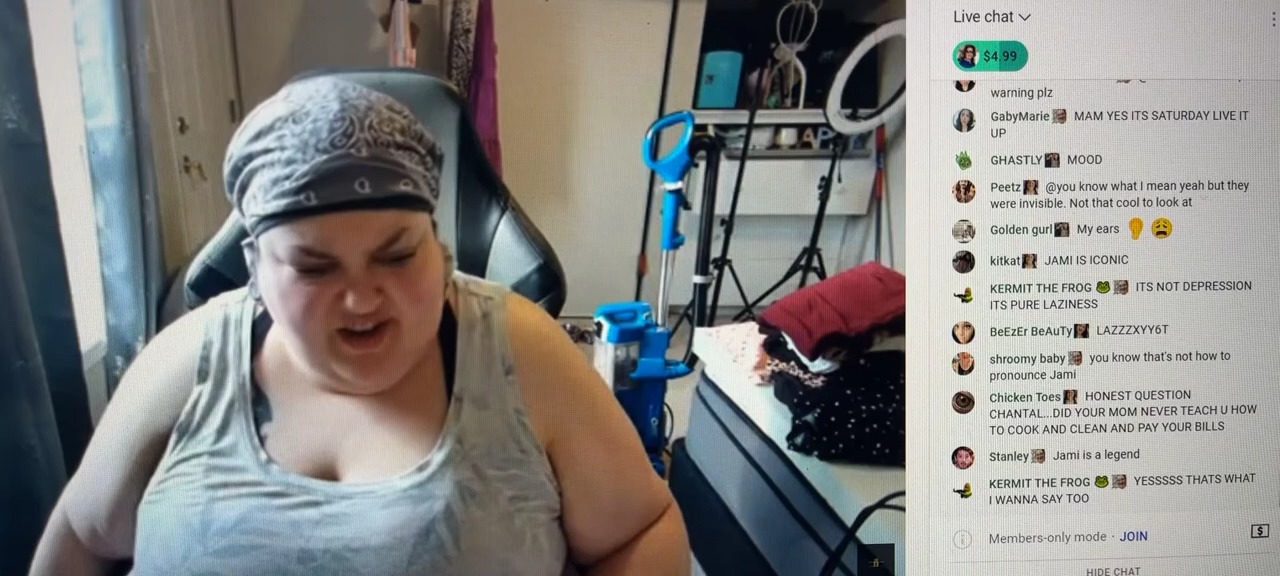 Live chat
$4.99
warning plz
GabyMarie MAM YES ITS SATURDAY LIVE IT
UP
GHASTLY MOOD
Peetz @you know what I mean yeah but they
were invisible. Not that cool to look at
Golden gurl My ears 👂 😩
kitkat JAMI IS ICONIC
KERMIT THE FROG 🐸 ITS NOT DEPRESSION
ITS PURE LAZINESS
BeEzEr BeAuTy LAZZZXYY6T
shroomy baby you know that's not how to
pronounce Jami
Chicken Toes HONEST QUESTION
CHANTAL...DID YOUR MOM NEVER TEACH U HOW
TO COOK AND CLEAN AND PAY YOUR BILLS
Stanley Jami is a legend
KERMIT THE FROG 🐸 YESSSSS THATS WHAT
I WANNA SAY TOO
Members-only mode · JOIN
HIDE CHAT